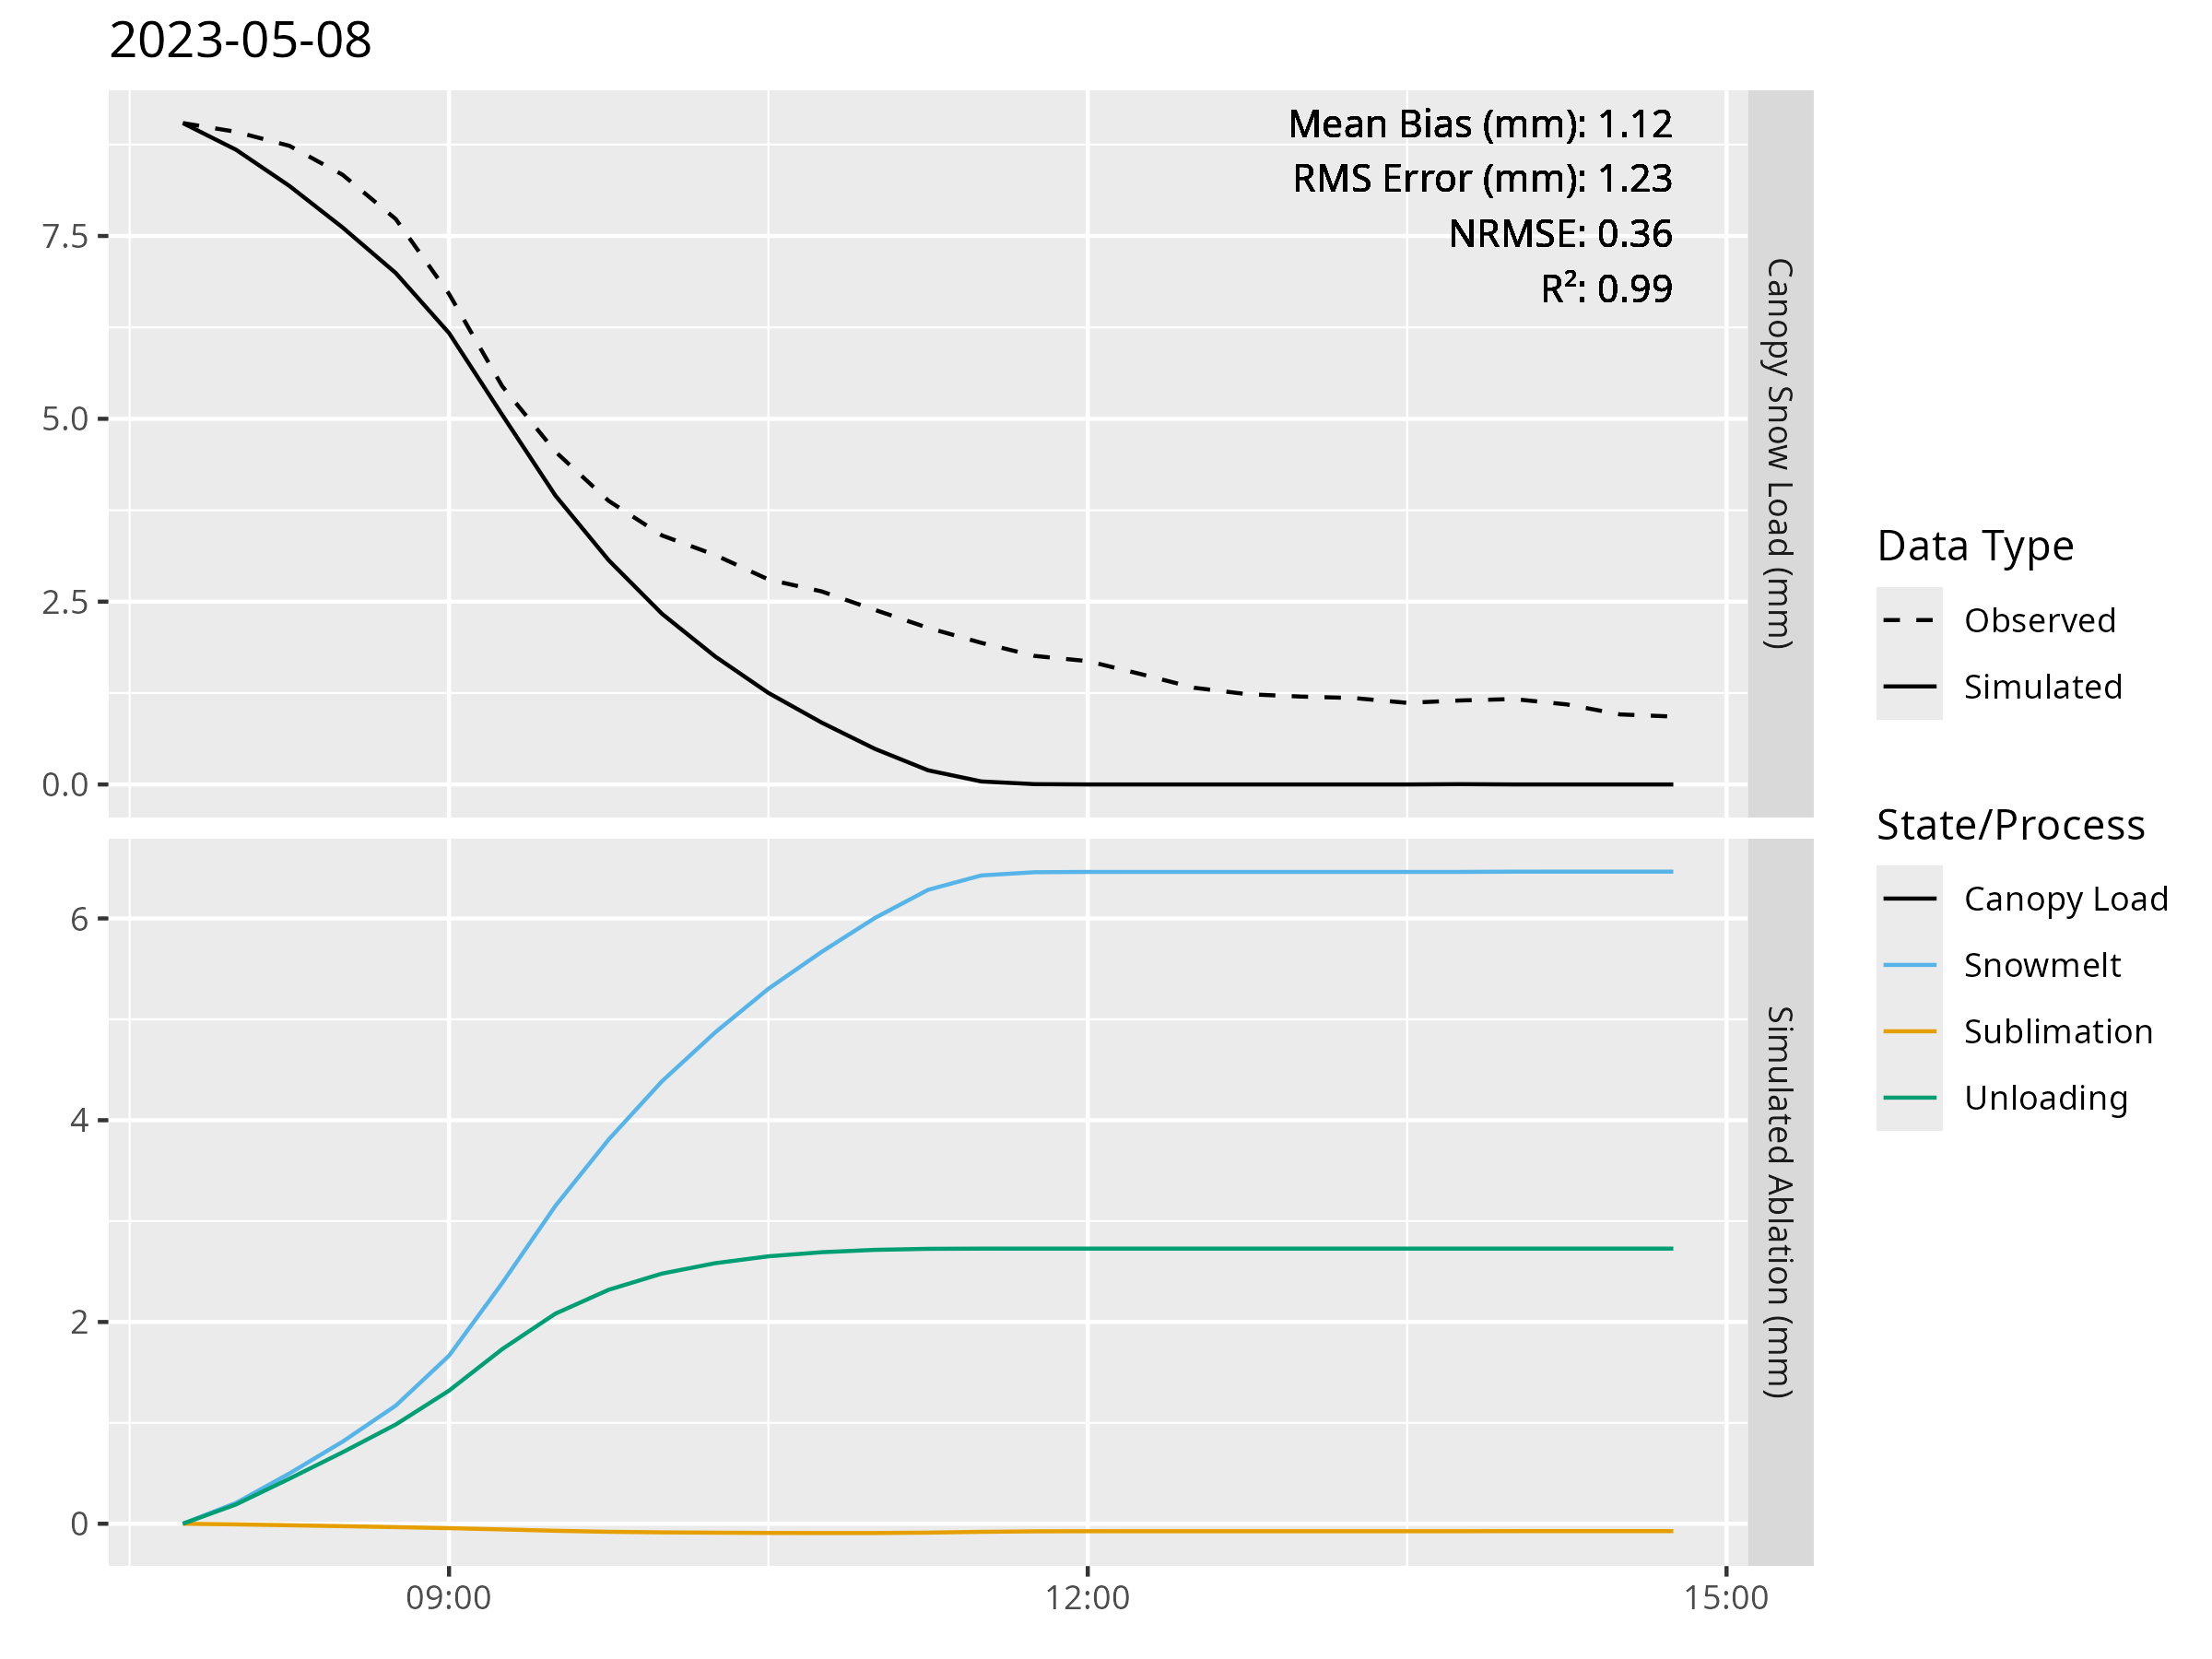 2023-05-08
Mean Bias (mm): 1.12
RMS Error (mm): 1.23
NRMSE: 0.36
R²: 0.99
7.5
5.0
2.5
0.0
Canopy Snow Load (mm)
6
4
2
0
Simulated Ablation (mm)
09:00
12:00
15:00
Data Type
Observed
Simulated
State/Process
Canopy Load
Snowmelt
Sublimation
Unloading